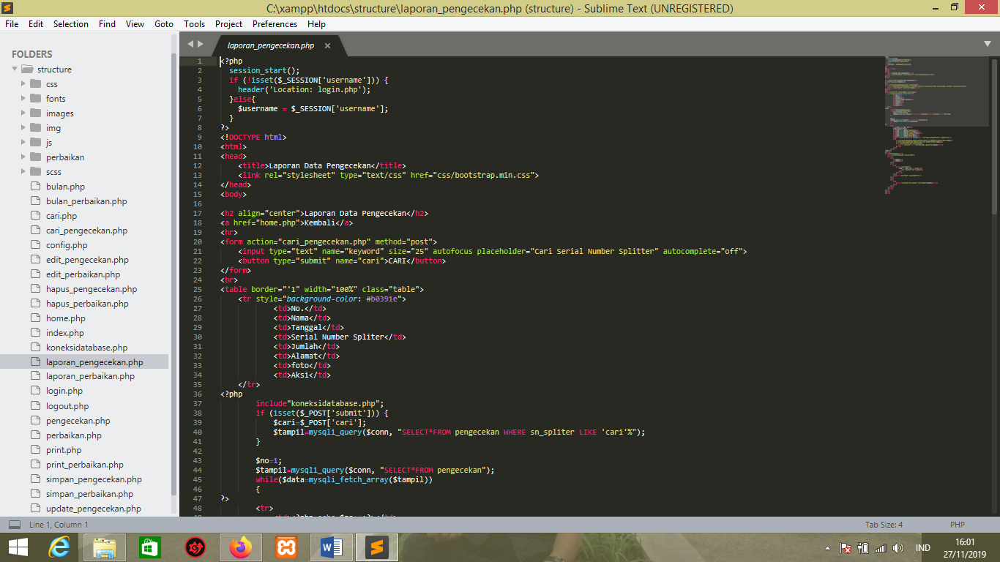 C:\xampp\htdocs\structure\laporan_pengecekan.php (structure) - Sublime Text (UNREGISTERED)
File Edit Selection Find View Goto Tools Project Preferences Help
FOLDERS
structure
css
fonts
images
img
js
perbaikan
scss
bulan.php
bulan_perbaikan.php
cari.php
cari_pengecekan.php
config.php
edit_pengecekan.php
edit_perbaikan.php
hapus_pengecekan.php
hapus_perbaikan.php
home.php
index.php
koneksidatabase.php
laporan_pengecekan.php
laporan_perbaikan.php
login.php
logout.php
pengecekan.php
perbaikan.php
print.php
print_perbaikan.php
simpan_pengecekan.php
simpan_perbaikan.php
update_pengecekan.php
laporan_pengecekan.php ×
1 <?php
2 session_start();
3 if (!isset($_SESSION['username'])) {
4 header('Location: login.php');
5 }else{
6 $username = $_SESSION['username'];
7 }
8 ?>
9 <!DOCTYPE html>
10 <html>
11 <head>
12 <title>Laporan Data Pengecekan</title>
13 <link rel="stylesheet" type="text/css" href="css/bootstrap.min.css">
14 </head>
15 <body>
16
17 <h2 align="center">Laporan Data Pengecekan</h2>
18 <a href="home.php">Kembali</a>
19 <hr>
20 <form action="cari_pengecekan.php" method="post">
21 <input type="text" name="keyword" size="25" autofocus placeholder="Cari Serial Number Splitter" autocomplete="off">
22 <button type="submit" name="cari">CARI</button>
23 </form>
24 <br>
25 <table border="'1" width="100%" class="table">
26 <tr style="background-color: #b0391e">
27 <td>No.</td>
28 <td>Nama</td>
29 <td>Tanggal</td>
30 <td>Serial Number Spliter</td>
31 <td>Jumlah</td>
32 <td>Alamat</td>
33 <td>foto</td>
34 <td>Aksi</td>
35 </tr>
36 <?php
37 include"koneksidatabase.php";
38 if (isset($_POST['submit'])) {
39 $cari=$_POST['cari'];
40 $tampil=mysqli_query($conn, "SELECT*FROM pengecekan WHERE sn_spliter LIKE 'cari'%");
41 }
42
43 $no=1;
44 $tampil=mysqli_query($conn, "SELECT*FROM pengecekan");
45 while($data=mysqli_fetch_array($tampil))
46 {
47 ?>
48 <tr>
Line 1, Column 1
Tab Size: 4
PHP
IND
16:01
27/11/2019